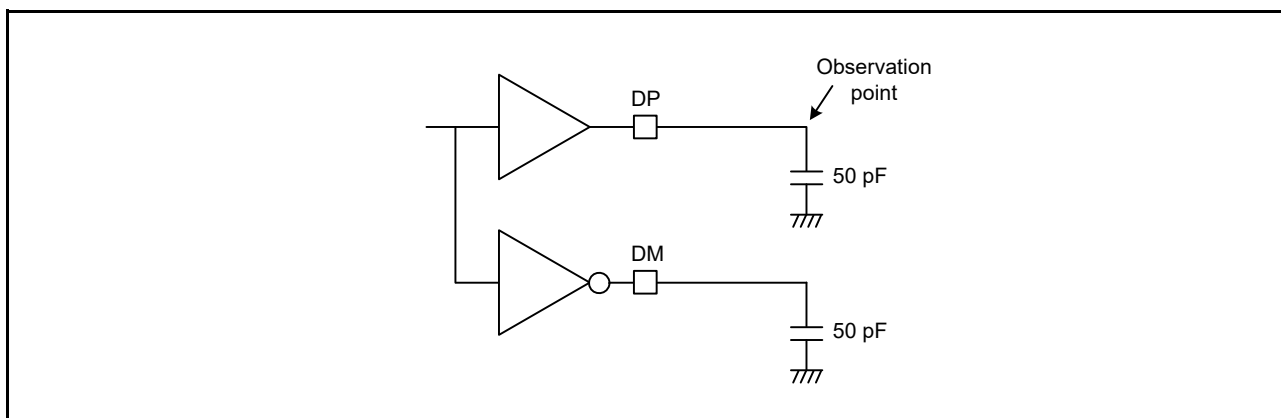 Observation
point
DP
50 pF
DM
50 pF